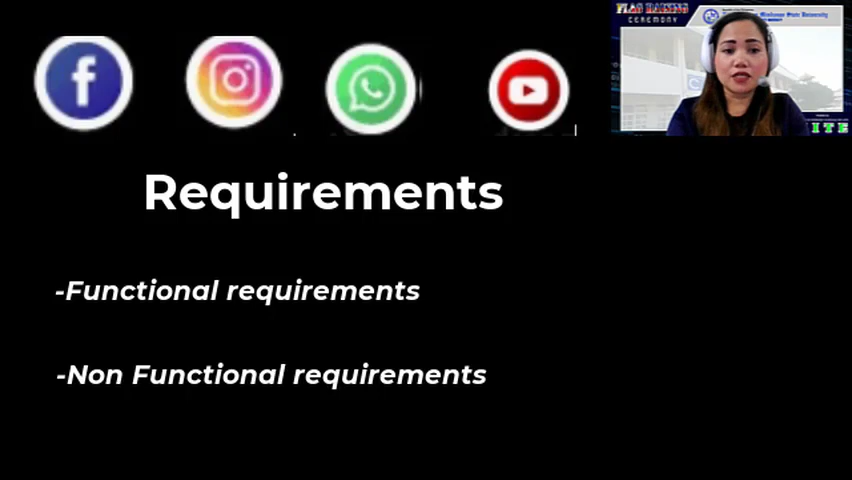 FLAG RAISING
CEREMONY
Mindanao State University
ITE
Requirements
-Functional requirements
-Non Functional requirements